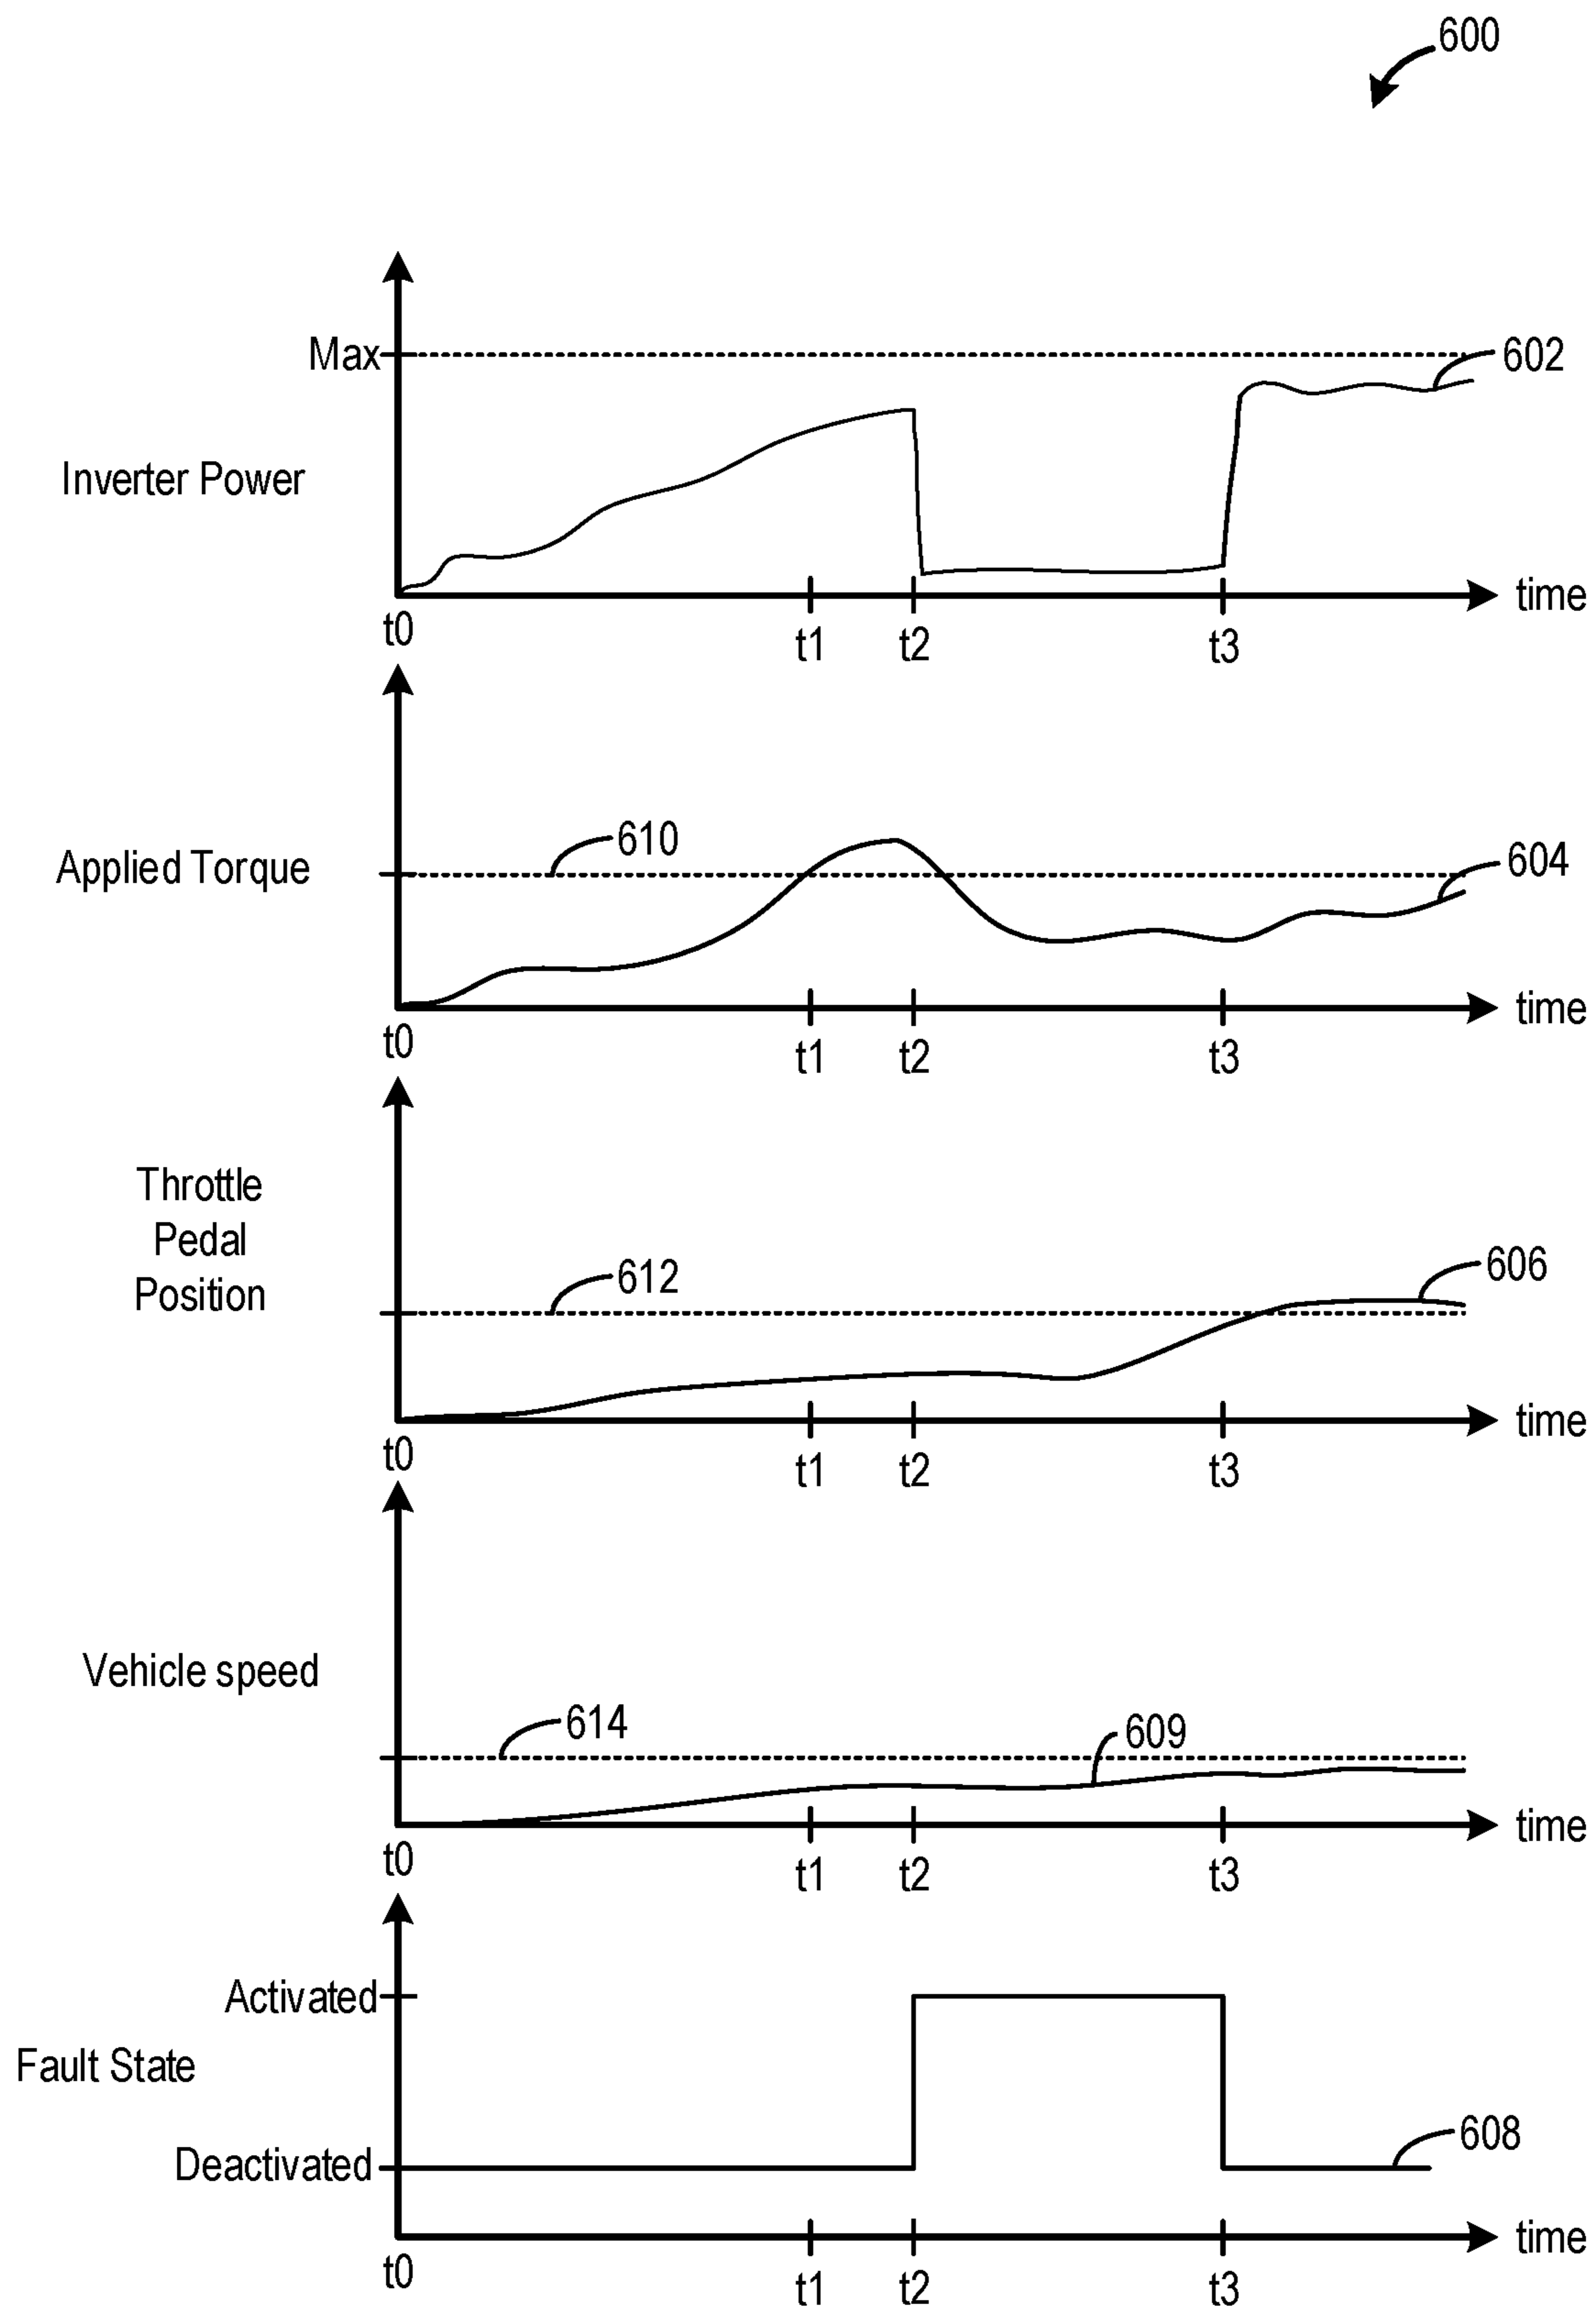 600
Max
602
Inverter Power
time
t0
t1
t2
t3
610
604
Applied Torque
time
t0
t1
t2
t3
Throttle
Pedal
Position
612
606
time
t0
t1
t2
t3
Vehicle speed
614
609
time
t0
t1
t2
t3
Activated
Fault State
608
Deactivated
time
t0
t1
t2
t3